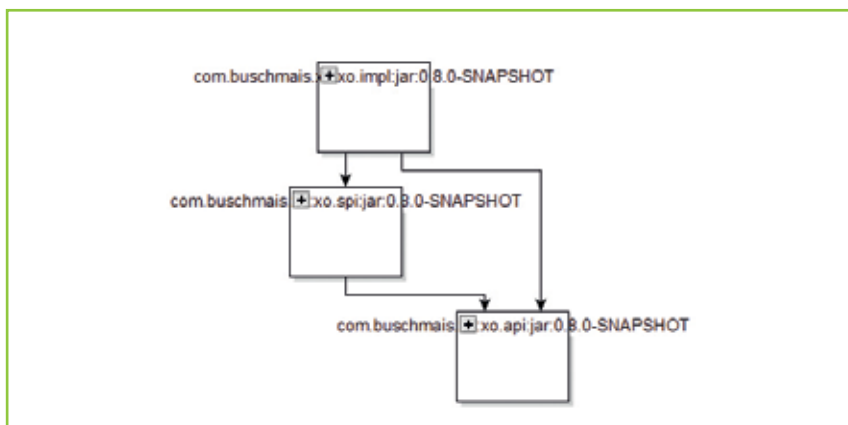 com.buschmais.xo.impl:jar:0.8.0-SNAPSHOT
com.buschmais.:xo.spi:jar:0.8.0-SNAPSHOT
com.buschmais.:xo.api:jar:0.8.0-SNAPSHOT